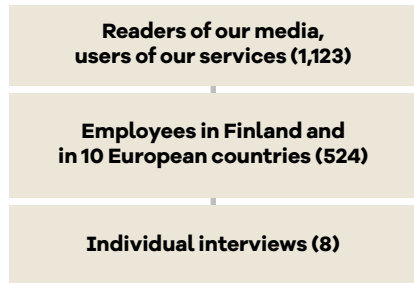 Readers of our media,
users of our services (1,123)
Employees in Finland and
in 10 European countries (524)
Individual interviews (8)